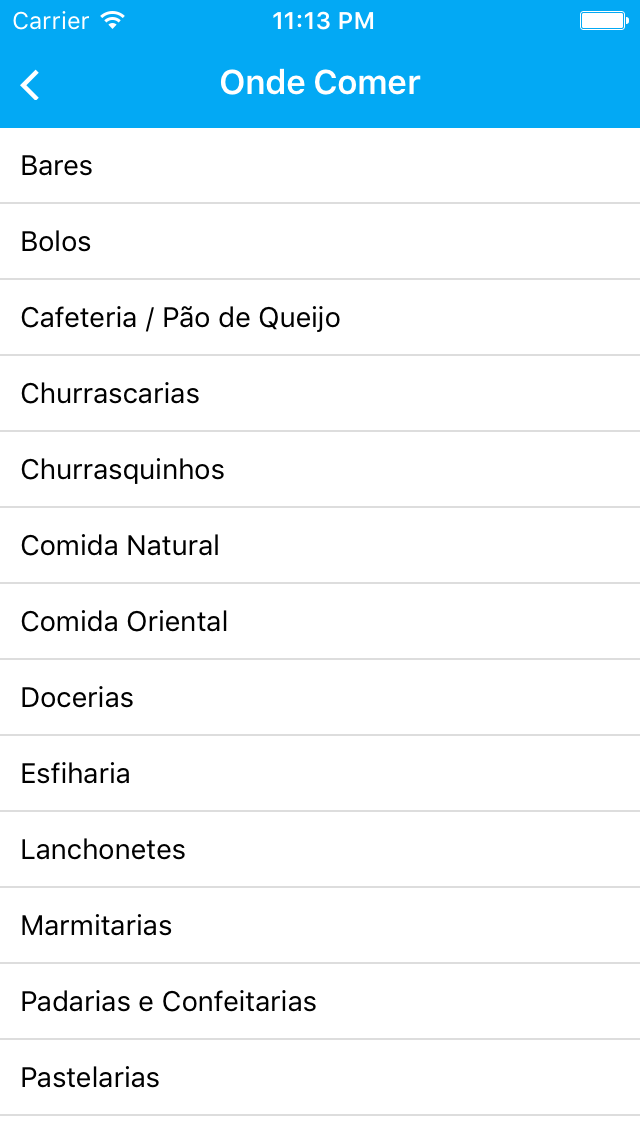 Carrier 11:13 PM
Onde Comer
Bares
Bolos
Cafeteria / Pão de Queijo
Churrascarias
Churrasquinhos
Comida Natural
Comida Oriental
Docerias
Esfiharia
Lanchonetes
Marmitarias
Padarias e Confeitarias
Pastelarias